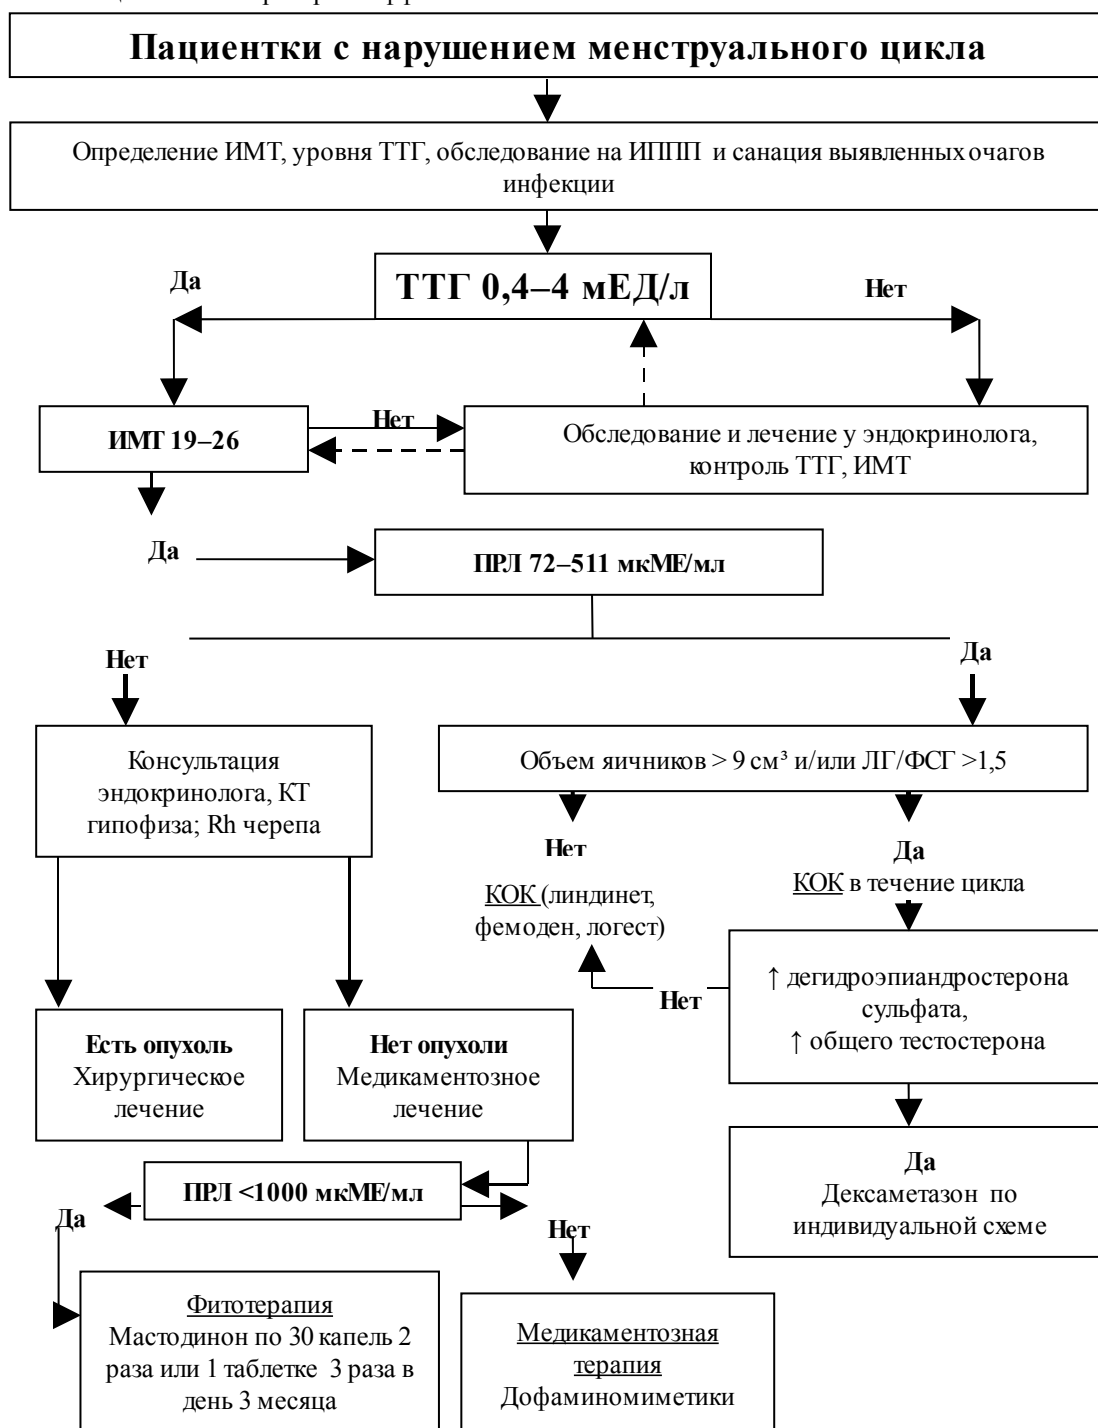 Пациентки с нарушением менструального цикла
Определение ИМТ, уровня ТТГ, обследование на ИППП и санация выявленных очагов
инфекции
Да
ТТГ 0,4–4 мЕД/л
Нет
ИМТ 19–26
Нет
Обследование и лечение у эндокринолога,
контроль ТТГ, ИМТ
Да
ПРЛ 72–511 мкМЕ/мл
Нет
Да
Консультация
эндокринолога, КТ
гипофиза; Rh черепа
Объем яичников > 9 см³ и/или ЛГ/ФСГ >1,5
Нет
КОК (линдинет,
фемоден, логест)
Да
КОК в течение цикла
Нет
↑ дегидроэпиандростерона
сульфата,
↑ общего тестостерона
Есть опухоль
Хирургическое
лечение
Нет опухоли
Медикаментозное
лечение
Да
Дексаметазон по
индивидуальной схеме
ПРЛ <1000 мкМЕ/мл
Да
Нет
Фитотерапия
Мастодинон по 30 капель 2
раза или 1 таблетке 3 раза в
день 3 месяца
Медикаментозная
терапия
Дофаминомиметики